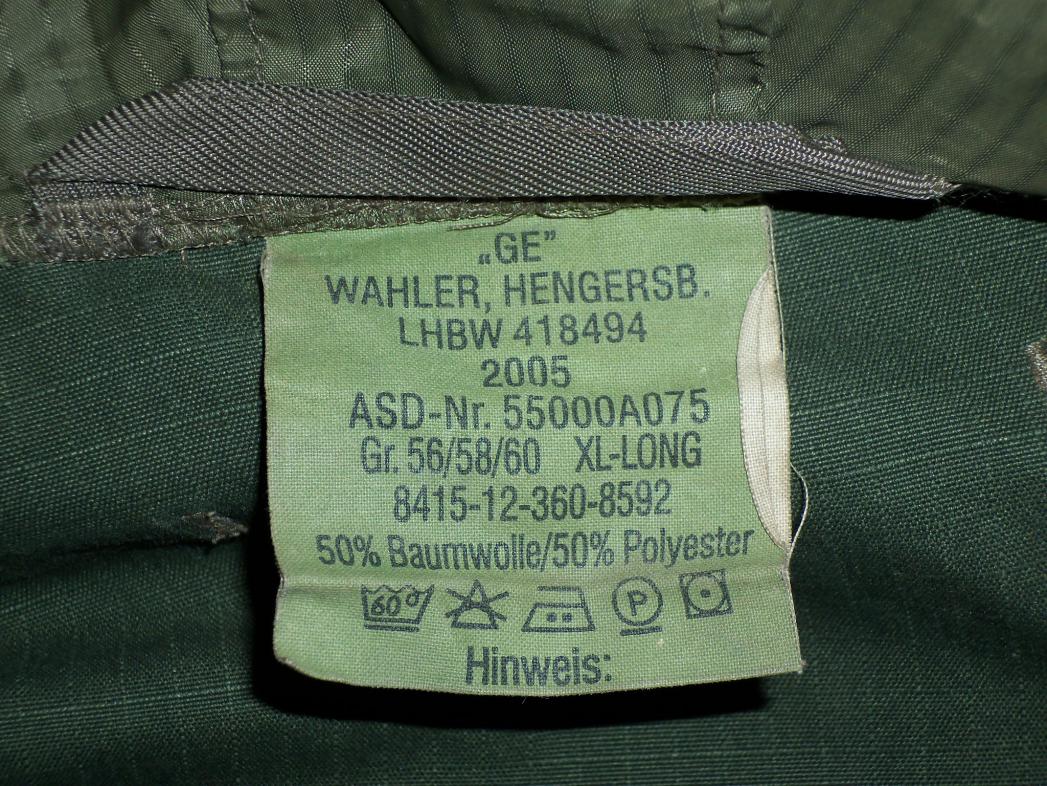 „GE”
WAHLER, HENGERSB.
LHBW 418494
2005
ASD-Nr. 55000A075
Gr. 56/58/60 XL-LONG
8415-12-360-8592
50% Baumwolle/50% Polyester
60° P
Hinweis: